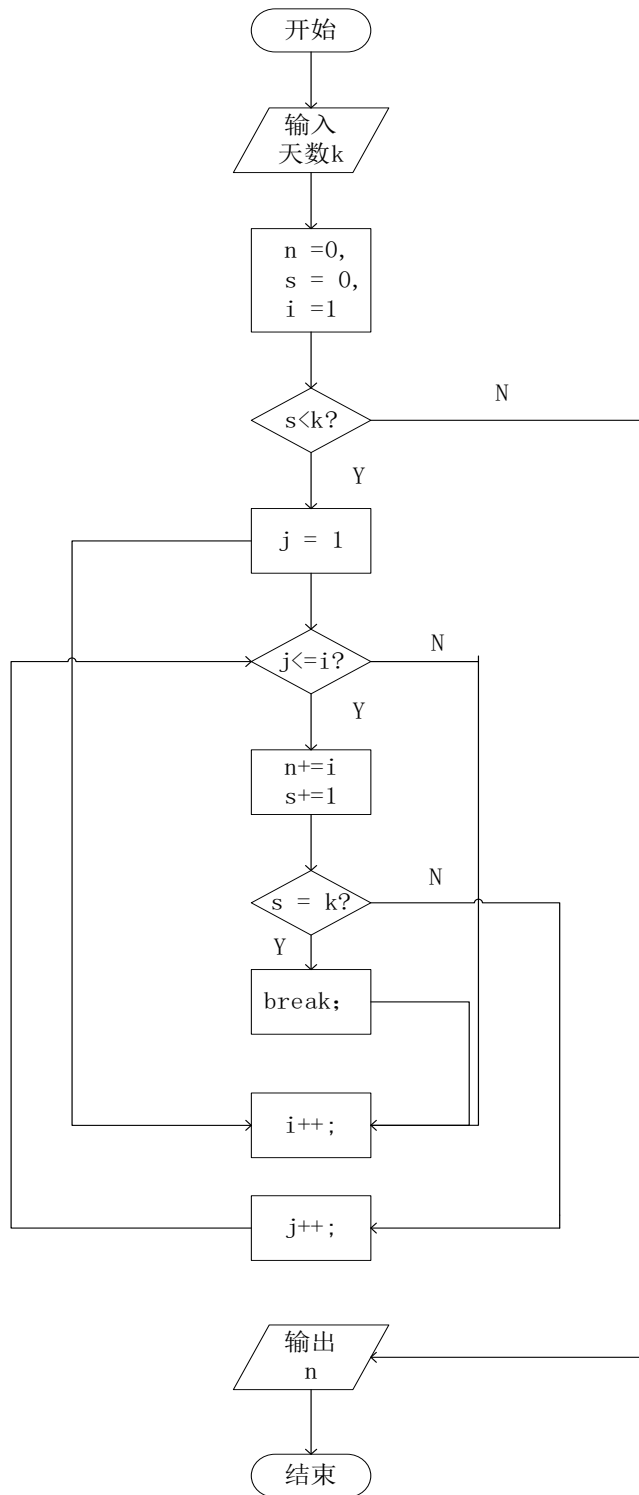 开始
输入
天数k
n =0,
s = 0,
i =1
s<k?
N
Y
j = 1
j<=i?
N
Y
n+=i
s+=1
s = k?
N
Y
break;
i++;
j++;
输出
n
结束